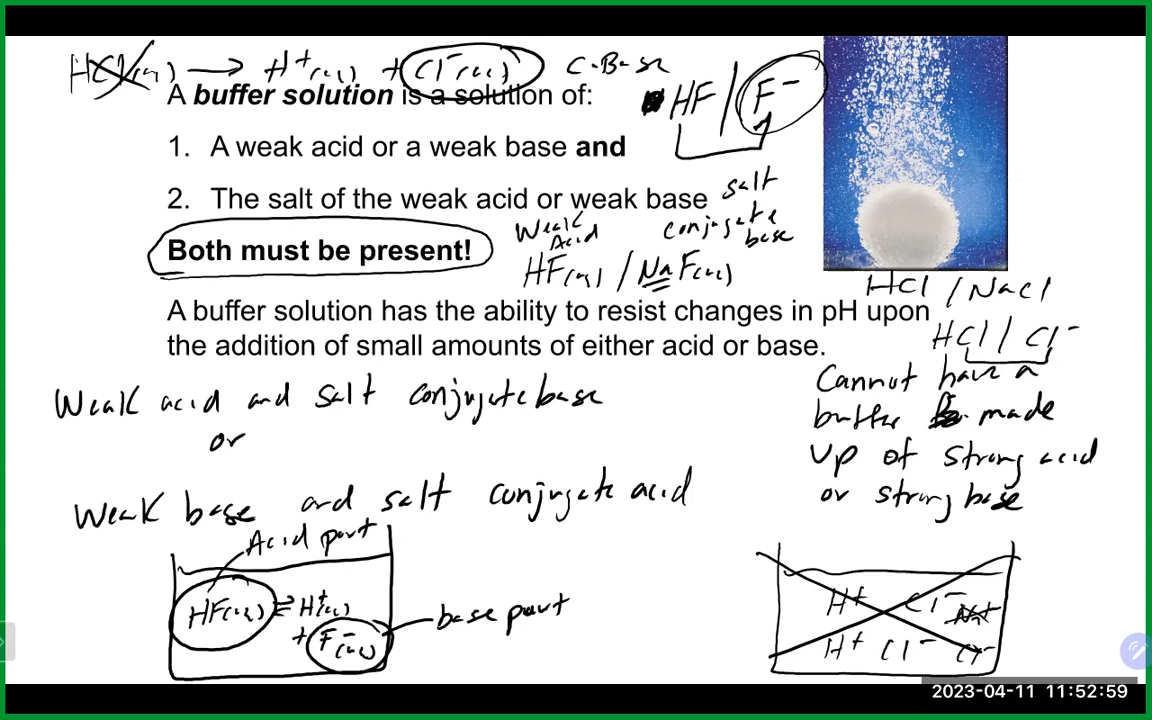 HCl(aq) → H+(aq) + Cl-(aq) C.Base
A buffer solution is a solution of:
HF / F-
1. A weak acid or a weak base and
2. The salt of the weak acid or weak base
salt
conjugate
base
Weak
Acid
Both must be present!
HF(aq) / NaF(aq)
HCl / NaCl
A buffer solution has the ability to resist changes in pH upon
the addition of small amounts of either acid or base.
HCl / Cl-
Cannot have a
buffer made
up of strong acid
or strong base
Weak acid and salt conjugate base
or
Weak base and salt conjugate acid
Acid part
HF(aq) ⇌ H+(aq)
+ F-(aq)
base part
H+ Cl- Na+
H+ Cl- Cl-
2023-04-11 11:52:59